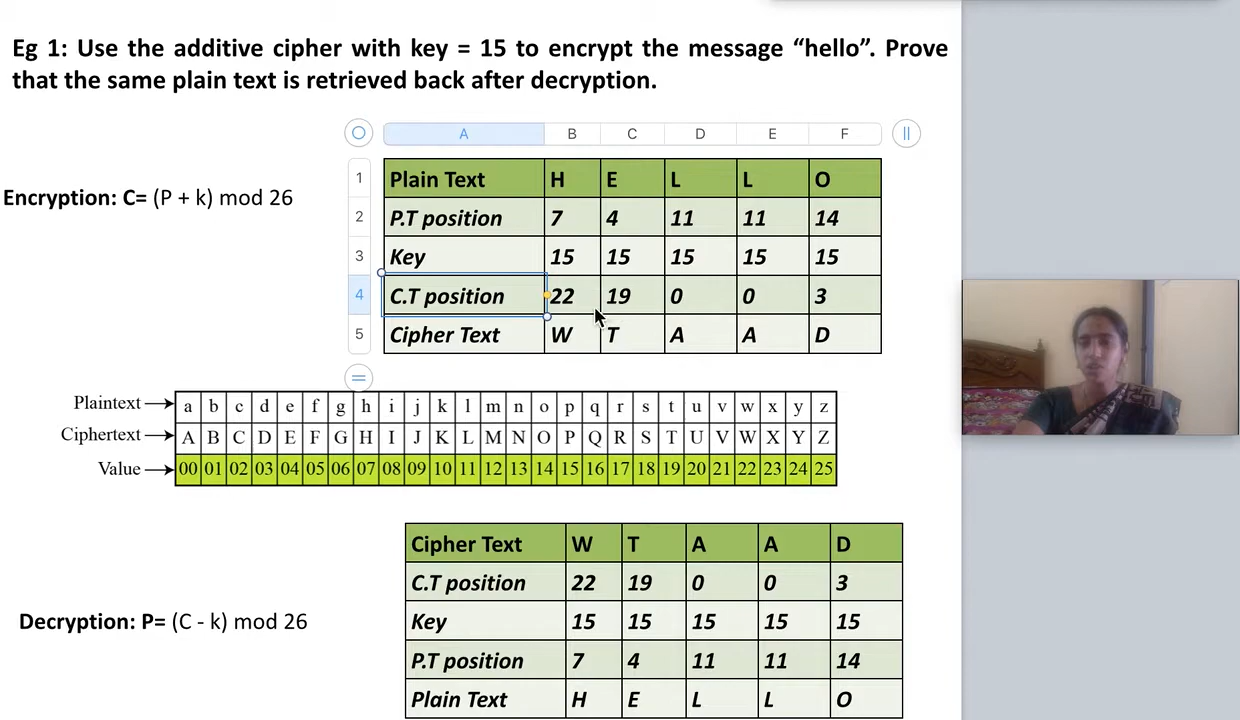 Eg 1: Use the additive cipher with key = 15 to encrypt the message “hello”. Prove
that the same plain text is retrieved back after decryption.
A B C D E F
Encryption: C= (P + k) mod 26
1 Plain Text H E L L O
2 P.T position 7 4 11 11 14
3 Key 15 15 15 15 15
4 C.T position 22 19 0 0 3
5 Cipher Text W T A A D
Plaintext a b c d e f g h i j k l m n o p q r s t u v w x y z
Ciphertext A B C D E F G H I J K L M N O P Q R S T U V W X Y Z
Value 00 01 02 03 04 05 06 07 08 09 10 11 12 13 14 15 16 17 18 19 20 21 22 23 24 25
Decryption: P= (C - k) mod 26
Cipher Text W T A A D
C.T position 22 19 0 0 3
Key 15 15 15 15 15
P.T position 7 4 11 11 14
Plain Text H E L L O